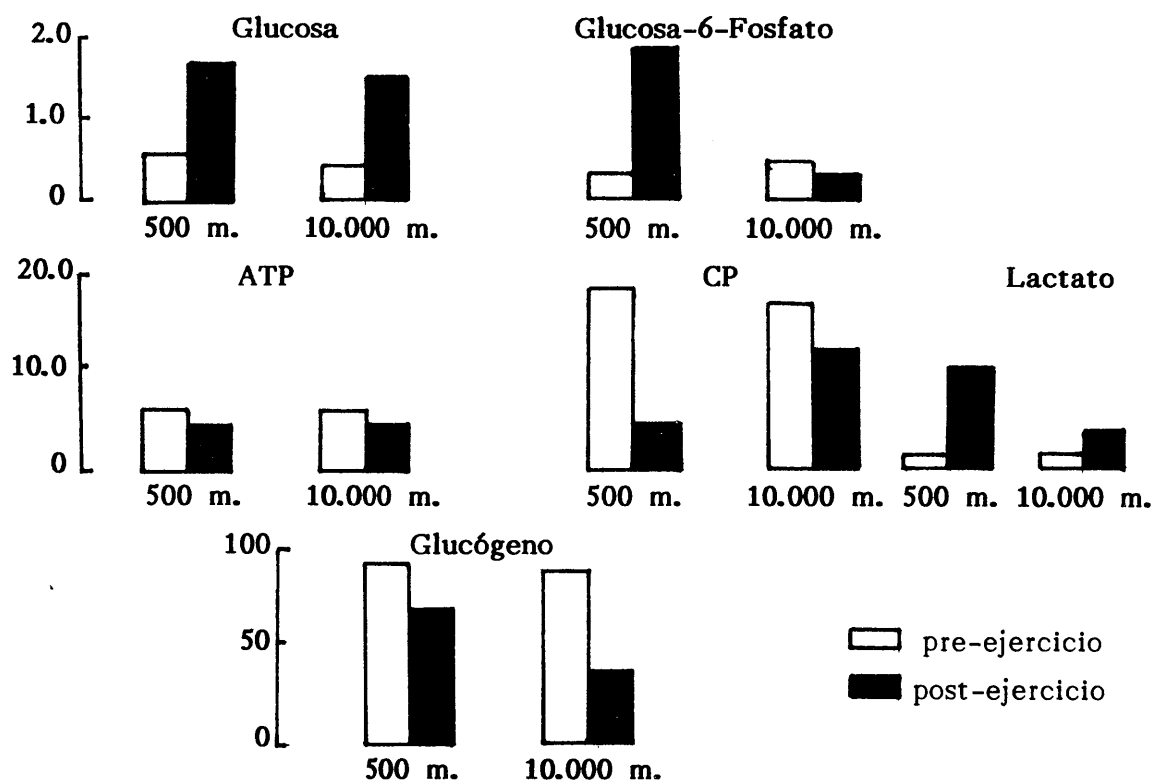 Glucosa Glucosa-6-Fosfato
2.0
1.0
0
500 m. 10.000 m. 500 m. 10.000 m.
ATP CP Lactato
20.0
10.0
0
500 m. 10.000 m. 500 m. 10.000 m. 500 m. 10.000 m.
Glucógeno
100
50
0
500 m. 10.000 m.
pre-ejercicio
post-ejercicio